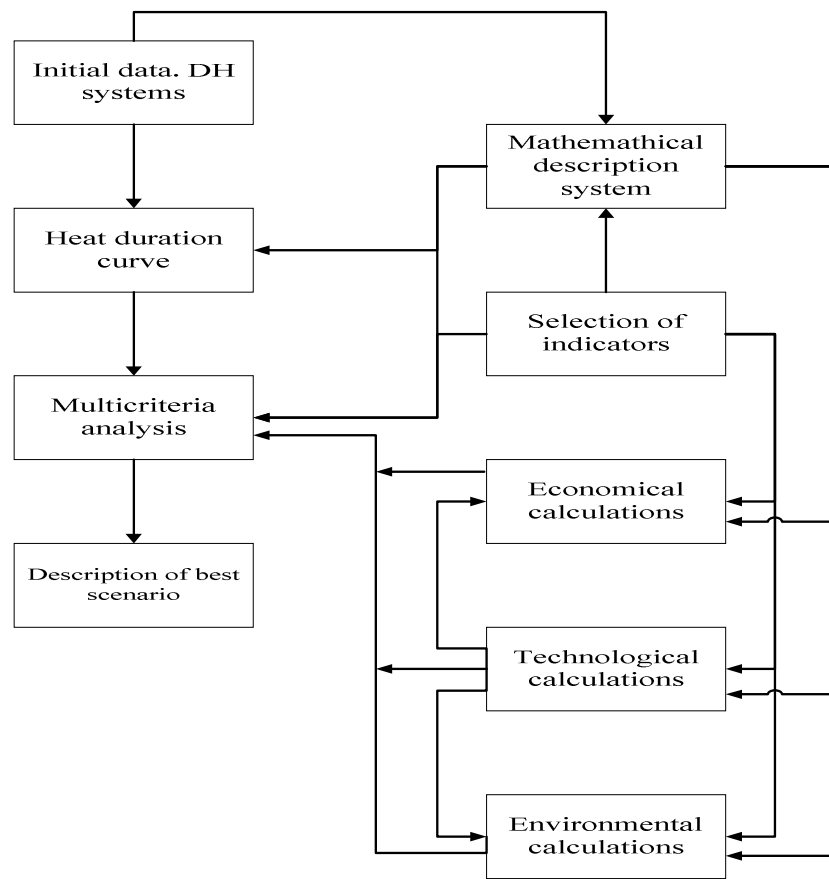 Initial data. DH
systems
Mathemathical
description
system
Heat duration
curve
Selection of
indicators
Multicriteria
analysis
Economical
calculations
Description of best
scenario
Technological
calculations
Environmental
calculations